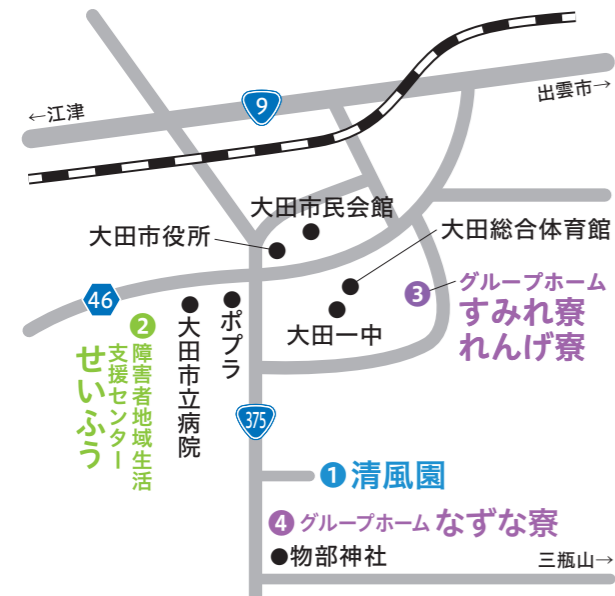 9
←江津
出雲市→
大田市民会館
大田市役所
大田総合体育館
46
❸
グループホーム
すみれ寮
れんげ寮
大田一中
❷
障害者地域生活
支援センター
せいふう
大田市立病院
ポプラ
375
❶清風園
❹グループホームなずな寮
物部神社
三瓶山→